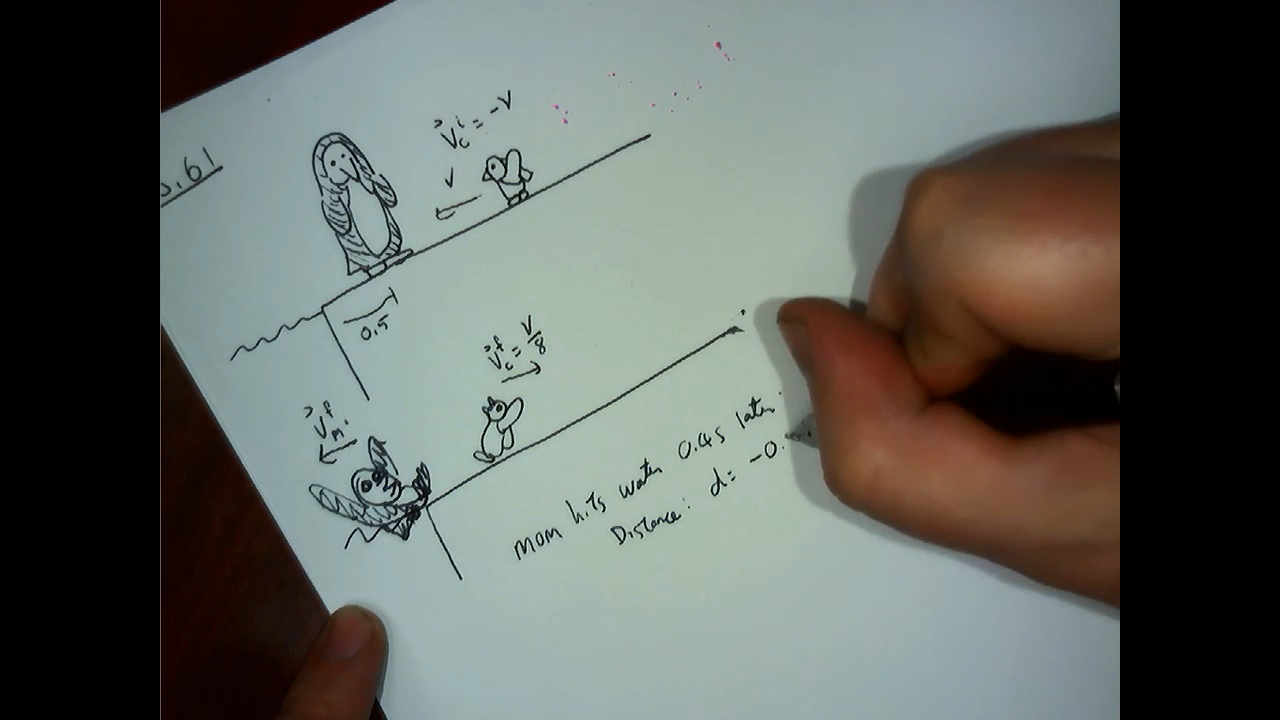 .61
v⃗cⁱ = -v
v
0.5
v⃗cᶠ = v/8
v⃗mᶠ
mom hits water 0.4s later.
Distance: d = -0.